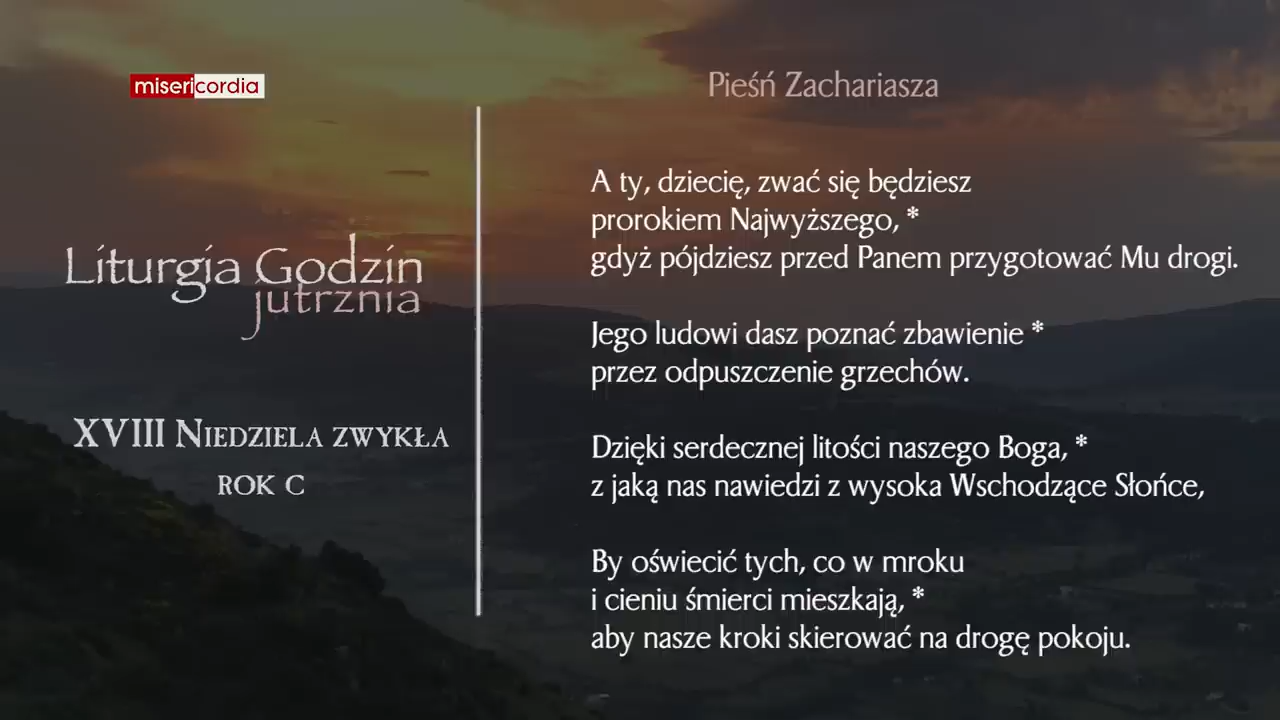 misericordia
Liturgia Godzin
jutrznia
XVIII Niedziela zwykła
rok C
Pieśń Zachariasza
A ty, dziecię, zwać się będziesz
prorokiem Najwyższego, *
gdyż pójdziesz przed Panem przygotować Mu drogi.
Jego ludowi dasz poznać zbawienie *
przez odpuszczenie grzechów.
Dzięki serdecznej litości naszego Boga, *
z jaką nas nawiedzi z wysoka Wschodzące Słońce,
By oświecić tych, co w mroku
i cieniu śmierci mieszkają, *
aby nasze kroki skierować na drogę pokoju.